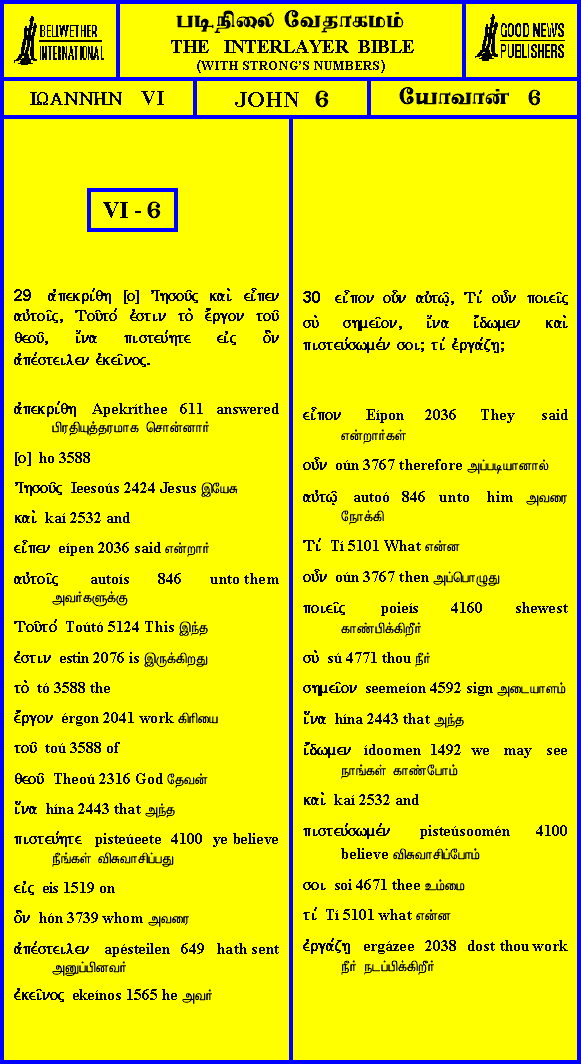 BELIWETHER
INTERNATIONAL
படிநிலை வேதாகமம்
THE INTERLAYER BIBLE
(WITH STRONG'S NUMBERS)
GOOD NEWS
PUBLISHERS
ΙΩΑΝΝΗΝ VI
JOHN 6
யோவான் 6
VI - 6
29 ἀπεκρίθη [ο] Ἰησοῦς καὶ εἶπεν
αὐτοῖς, Τοῦτό ἐστιν τὸ ἔργον τοῦ
θεοῦ, ἵνα πιστεύητε εἰς ὃν
ἀπέστειλεν ἐκεῖνος.
ἀπεκρίθη Apekríthee 611 answered
பிரதியுத்தரமாக சொன்னார்
[ο] ho 3588
Ἰησοῦς Ieesoús 2424 Jesus இயேசு
καὶ kaí 2532 and
εἶπεν eípen 2036 said என்றார்
αὐτοῖς autoís 846 unto them
அவர்களுக்கு
Τοῦτό Toútó 5124 This இந்த
ἐστιν estin 2076 is இருக்கிறது
τὸ tó 3588 the
ἔργον érgon 2041 work கிரியை
τοῦ toú 3588 of
θεοῦ Theoú 2316 God தேவன்
ἵνα hína 2443 that அந்த
πιστεύητε pisteúeete 4100 ye believe
நீங்கள் விசுவாசிப்பது
εἰς eis 1519 on
ὃν hón 3739 whom அவரை
ἀπέστειλεν apésteilen 649 hath sent
அனுப்பினவர்
ἐκεῖνος ekeínos 1565 he அவர்
30 εἶπον οὖν αὐτῷ, Τί οὖν ποιεῖς
σὺ σημεῖον, ἵνα ἴδωμεν καὶ
πιστεύσωμέν σοι; τί ἐργάζῃ;
εἶπον Eípon 2036 They said
என்றார்கள்
οὖν oún 3767 therefore அப்படியானால்
αὐτῷ autoó 846 unto him அவரை
நோக்கி
Τί Tí 5101 What என்ன
οὖν oún 3767 then அப்பொழுது
ποιεῖς poieís 4160 shewest
காண்பிக்கிறீர்
σὺ sú 4771 thou நீர்
σημεῖον seemeíon 4592 sign அடையாளம்
ἵνα hína 2443 that அந்த
ἴδωμεν ídoomen 1492 we may see
நாங்கள் காண்போம்
καὶ kaí 2532 and
πιστεύσωμέν pisteúsoomén 4100
believe விசுவாசிப்போம்
σοι soi 4671 thee உம்மை
τί Tí 5101 what என்ன
ἐργάζῃ ergázee 2038 dost thou work
நீர் நடப்பிக்கிறீர்